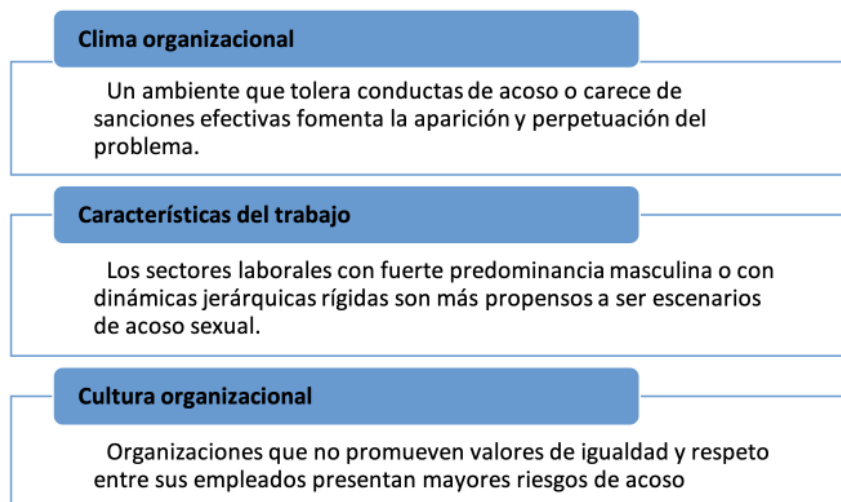 Clima organizacional
Un ambiente que tolera conductas de acoso o carece de
sanciones efectivas fomenta la aparición y perpetuación del
problema.
Característicás del trabajo
Los sectores laborales con fuerte predominancia masculina o con
dinámicas jerárquicas rígidas son más propensos a ser escenarios
de acoso sexual.
Cultura organizacional
Organizaciones que no promueven valores de igualdad y respeto
entre sus empleados presentan mayores riesgos de acoso